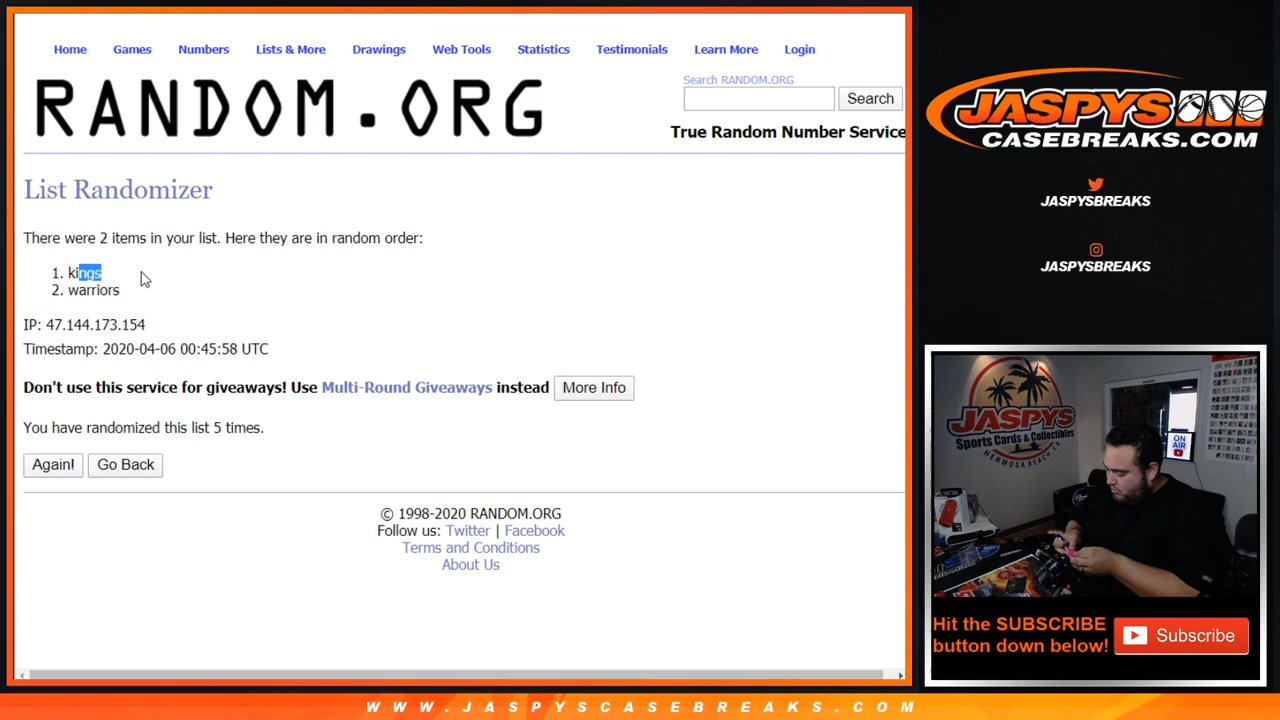 Home Games Numbers Lists & More Drawings Web Tools Statistics Testimonials Learn More Login
RANDOM.ORG
Search RANDOM.ORG
Search
True Random Number Service
List Randomizer
There were 2 items in your list. Here they are in random order:
1. kings
2. warriors
IP: 47.144.173.154
Timestamp: 2020-04-06 00:45:58 UTC
Don't use this service for giveaways! Use Multi-Round Giveaways instead More Info
You have randomized this list 5 times.
Again! Go Back
© 1998-2020 RANDOM.ORG
Follow us: Twitter | Facebook
Terms and Conditions
About Us
JASPYS
CASEBREAKS.COM
JASPYSBREAKS
JASPYSBREAKS
JASPYS
Sports Cards & Collectibles
HERMOSA BEACH, CA
ON
AIR
Hit the SUBSCRIBE
button down below!
Subscribe
WWW.JASPYSCASEBREAKS.COM